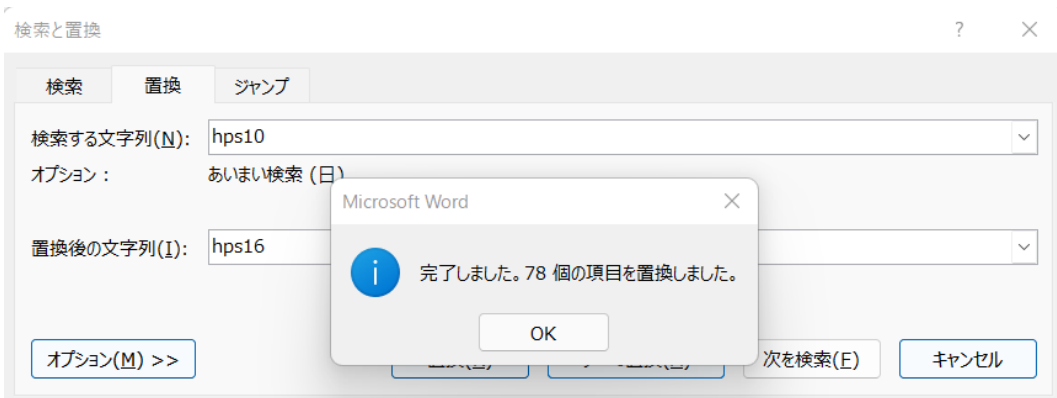 検索と置換
検索 置換 ジャンプ
検索する文字列(N): hps10
オプション : あいまい検索 (日)
Microsoft Word
置換後の文字列(I): hps16
完了しました。78 個の項目を置換しました。
OK
オプション(M) >> 次を検索(F) キャンセル